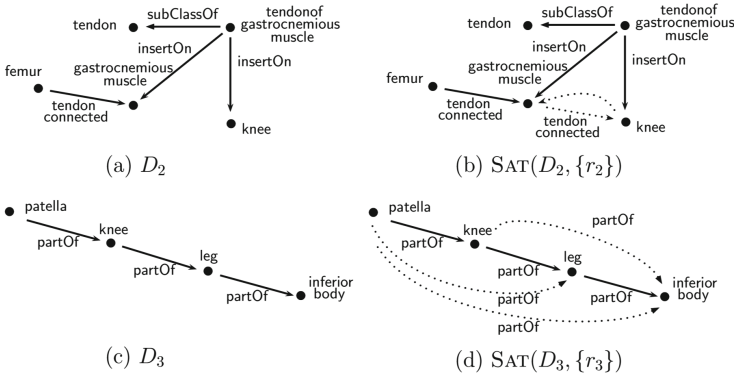 tendon
subClassOf
tendonof
gastrocnemious
muscle
insertOn
insertOn
gastrocnemious
muscle
femur
tendon
connected
knee
(a) D₂
tendon
subClassOf
tendonof
gastrocnemious
muscle
insertOn
insertOn
gastrocnemious
muscle
femur
tendon
connected
tendon
connected
knee
(b) SAT(D₂, {r₂})
patella
partOf
knee
partOf
leg
partOf
inferior
body
(c) D₃
patella
partOf
knee
partOf
partOf
leg
partOf
inferior
body
partOf
partOf
(d) SAT(D₃, {r₃})